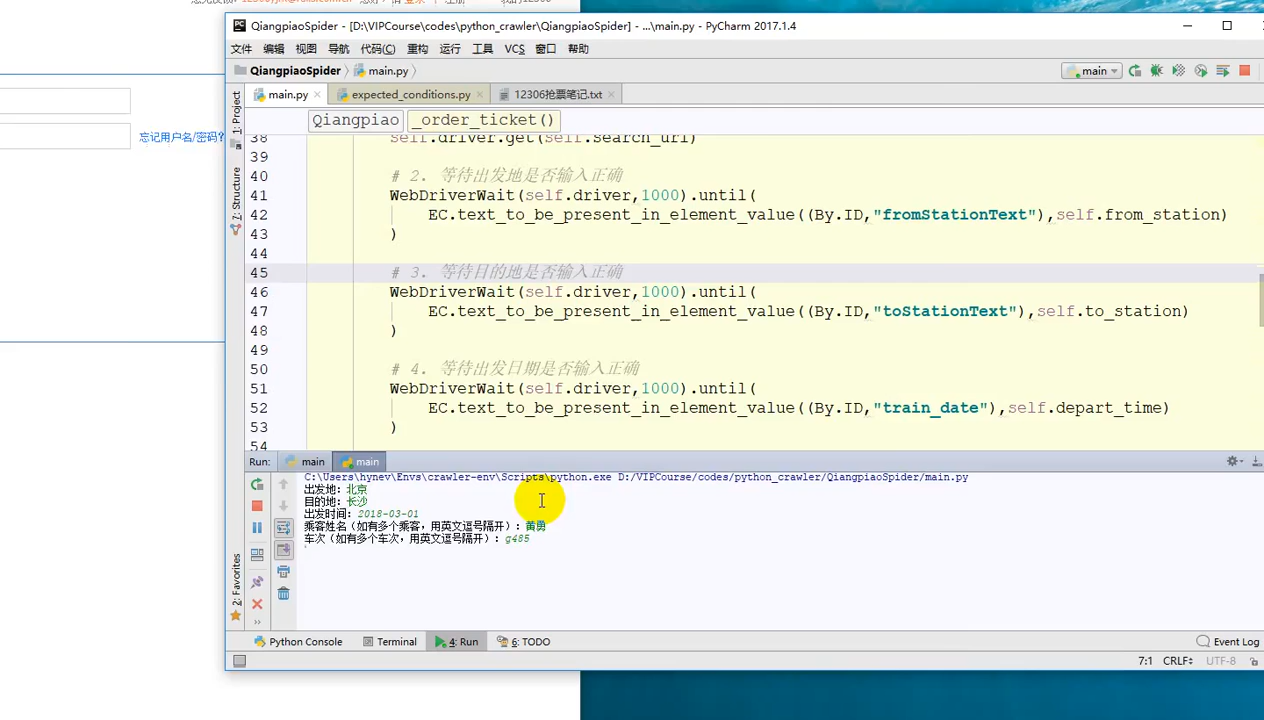 QiangpiaoSpider - [D:\VIPCourse\codes\python_crawler\QiangpiaoSpider] - ...\main.py - PyCharm 2017.1.4
文件 编辑 视图 导航 代码(C) 重构 运行 工具 VCS 窗口 帮助
QiangpiaoSpider main.py main
main.py expected_conditions.py 12306抢票笔记.txt
1: Project
Qiangpiao _order_ticket()
38 self.driver.get(self.search_url)
39
40 # 2. 等待出发地是否输入正确
41 WebDriverWait(self.driver,1000).until(
42 EC.text_to_be_present_in_element_value((By.ID,"fromStationText"),self.from_station)
43 )
44
45 # 3. 等待目的地是否输入正确
46 WebDriverWait(self.driver,1000).until(
47 EC.text_to_be_present_in_element_value((By.ID,"toStationText"),self.to_station)
48 )
49
50 # 4. 等待出发日期是否输入正确
51 WebDriverWait(self.driver,1000).until(
52 EC.text_to_be_present_in_element_value((By.ID,"train_date"),self.depart_time)
53 )
54
忘记用户名/密码?
7: Structure
Run: main main
C:\Users\hynev\Envs\crawler-env\Scripts\python.exe D:/VIPCourse/codes/python_crawler/QiangpiaoSpider/main.py
出发地：北京
目的地：长沙
出发时间：2018-03-01
乘客姓名（如有多个乘客，用英文逗号隔开）：黄勇
车次（如有多个车次，用英文逗号隔开）：g485
2: Favorites
Python Console Terminal 4: Run 6: TODO Event Log
7:1 CRLF UTF-8